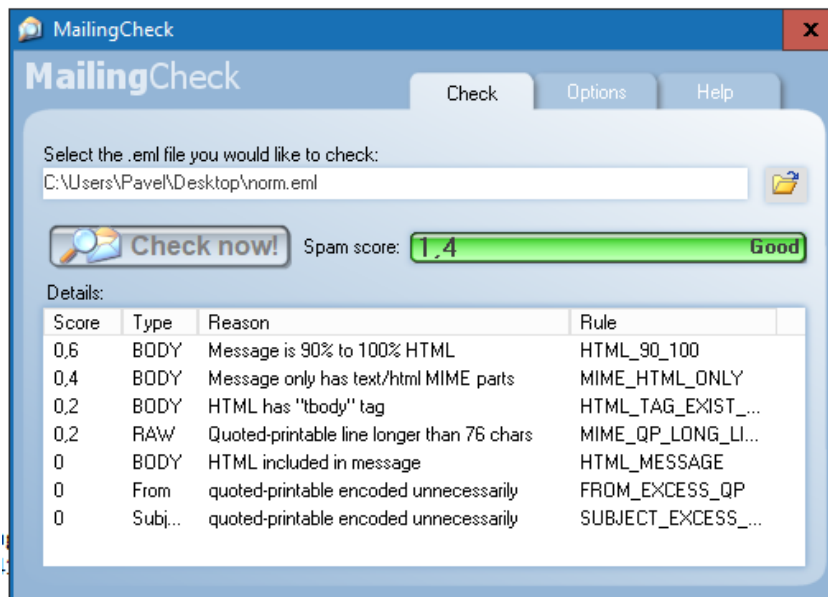 MailingCheck
x
MailingCheck
Check Options Help
Select the .eml file you would like to check:
C:\Users\Pavel\Desktop\norm.eml
Check now! Spam score: 1,4 Good
Details:
Score Type Reason Rule
0,6 BODY Message is 90% to 100% HTML HTML_90_100
0,4 BODY Message only has text/html MIME parts MIME_HTML_ONLY
0,2 BODY HTML has "tbody" tag HTML_TAG_EXIST_...
0,2 RAW Quoted-printable line longer than 76 chars MIME_QP_LONG_LI...
0 BODY HTML included in message HTML_MESSAGE
0 From quoted-printable encoded unnecessarily FROM_EXCESS_QP
0 Subj... quoted-printable encoded unnecessarily SUBJECT_EXCESS_...